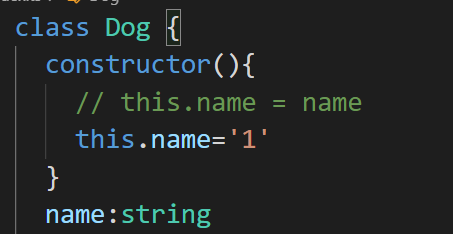 class Dog {
constructor(){
// this.name = name
this.name='1'
}
name:string